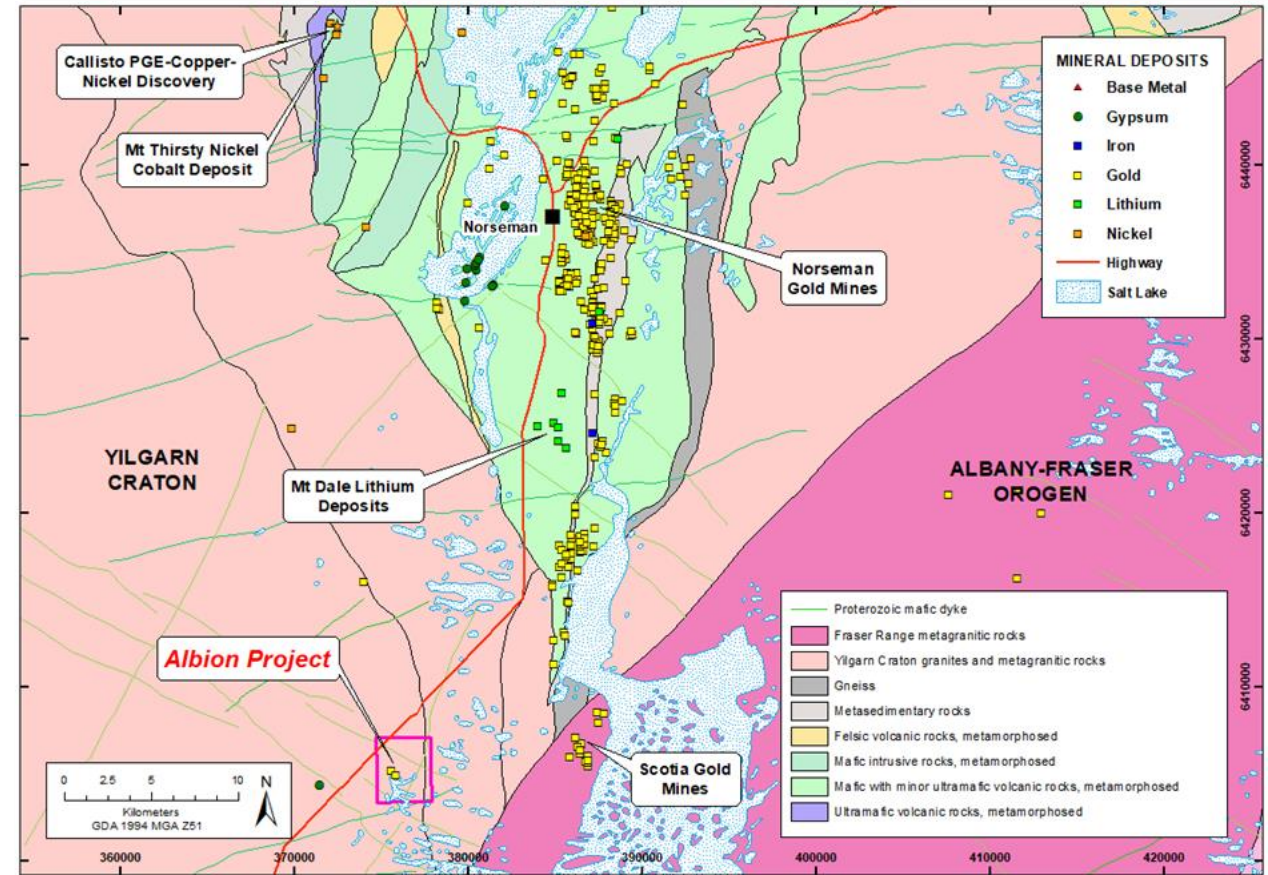 Callisto PGE-Copper-
Nickel Discovery
Mt Thirsty Nickel
Cobalt Deposit
MINERAL DEPOSITS
Base Metal
Gypsum
Iron
Gold
Lithium
Nickel
Highway
Salt Lake
Norseman
Norseman
Gold Mines
6440000
6430000
6420000
6410000
YILGARN
CRATON
Mt Dale Lithium
Deposits
ALBANY-FRASER
OROGEN
Albion Project
Scotia Gold
Mines
Proterozoic mafic dyke
Fraser Range metagranitic rocks
Yilgarn Craton granites and metagranitic rocks
Gneiss
Metasedimentary rocks
Felsic volcanic rocks, metamorphosed
Mafic intrusive rocks, metamorphosed
Mafic with minor ultramafic volcanic rocks, metamorphosed
Ultramafic volcanic rocks, metamorphosed
0 2.5 5 10 N
Kilometers
GDA 1994 MGA Z51
360000 370000 380000 390000 400000 410000 420000